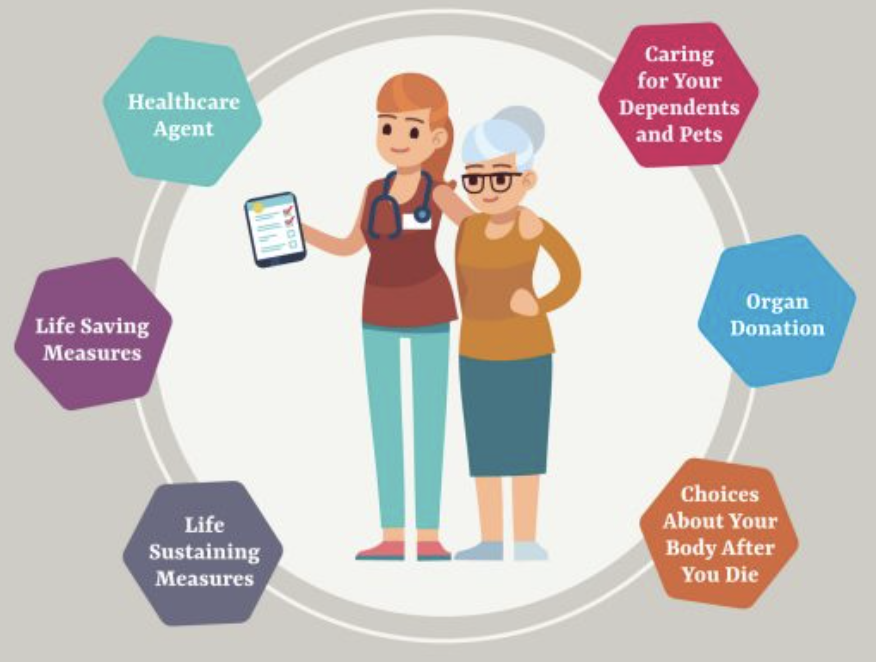 Healthcare
Agent
Caring
for Your
Dependents
and Pets
Life Saving
Measures
Organ
Donation
Life
Sustaining
Measures
Choices
About Your
Body After
You Die